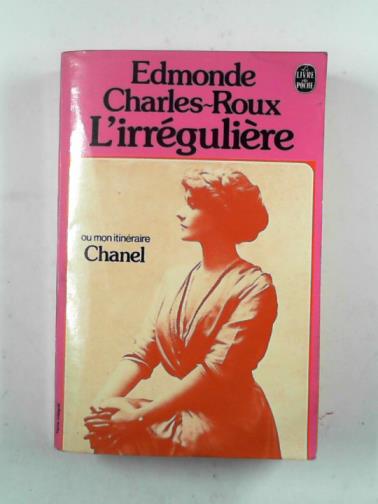 Edmonde
Charles~Roux
L'irrégulière
Le
LIVRE
de
POCHE
ou mon itinéraire
Chanel